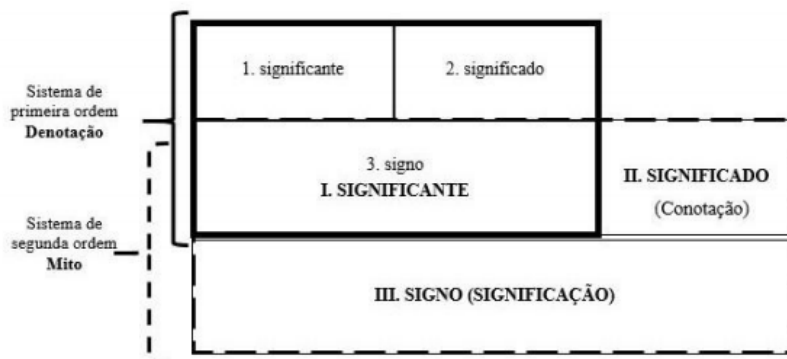 1. significante
2. significado
Sistema de
primeira ordem
Denotação
3. signo
I. SIGNIFICANTE
II. SIGNIFICADO
(Conotação)
Sistema de
segunda ordem
Mito
III. SIGNO (SIGNIFICAÇÃO)